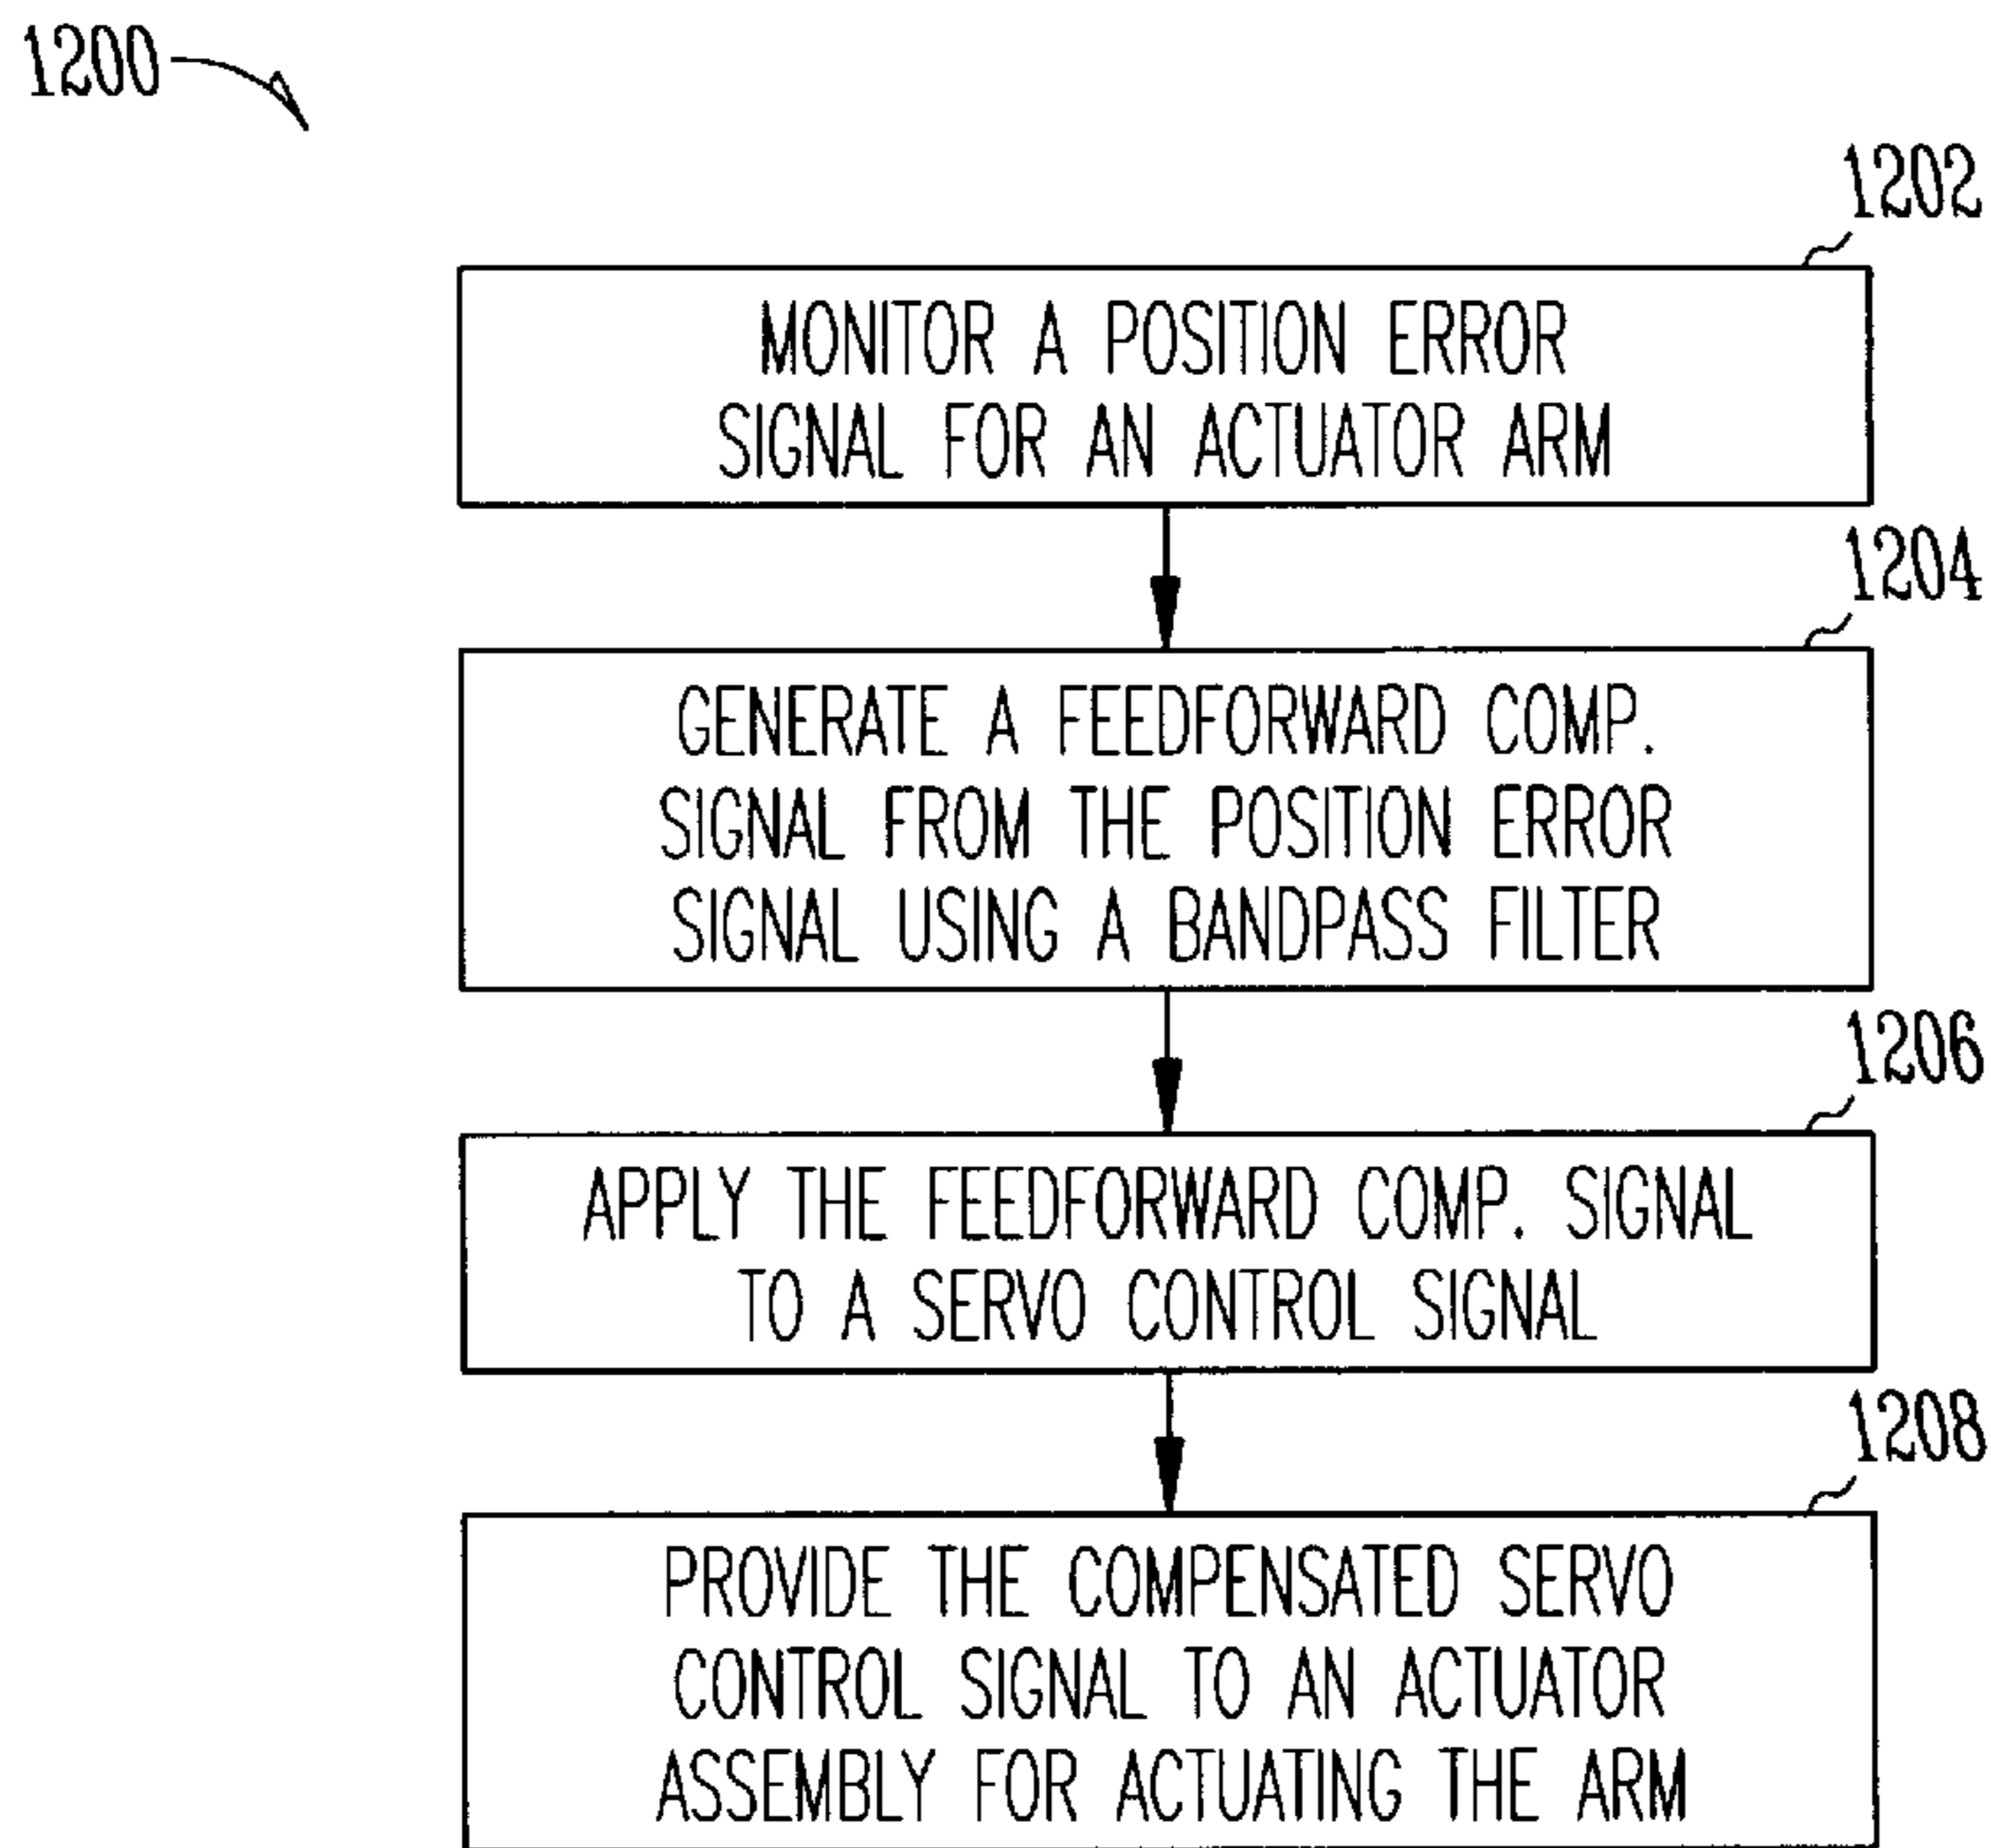 1200
1202
MONITOR A POSITION ERROR
SIGNAL FOR AN ACTUATOR ARM
1204
GENERATE A FEEDFORWARD COMP.
SIGNAL FROM THE POSITION ERROR
SIGNAL USING A BANDPASS FILTER
1206
APPLY THE FEEDFORWARD COMP. SIGNAL
TO A SERVO CONTROL SIGNAL
1208
PROVIDE THE COMPENSATED SERVO
CONTROL SIGNAL TO AN ACTUATOR
ASSEMBLY FOR ACTUATING THE ARM